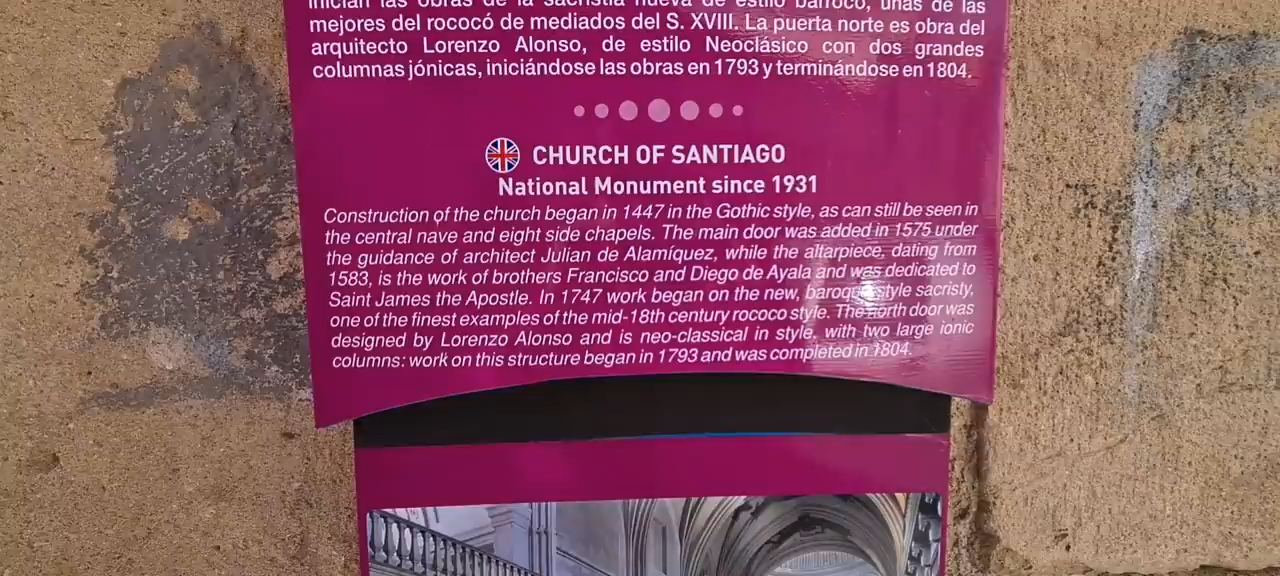 inician las obras de la sacristía nueva de estilo barroco, unas de las
mejores del rococó de mediados del S. XVIII. La puerta norte es obra del
arquitecto Lorenzo Alonso, de estilo Neoclásico con dos grandes
columnas jónicas, iniciándose las obras en 1793 y terminándose en 1804.
CHURCH OF SANTIAGO
National Monument since 1931
Construction of the church began in 1447 in the Gothic style, as can still be seen in
the central nave and eight side chapels. The main door was added in 1575 under
the guidance of architect Julian de Alamíquez, while the altarpiece, dating from
1583, is the work of brothers Francisco and Diego de Ayala and was dedicated to
Saint James the Apostle. In 1747 work began on the new, baroque style sacristy,
one of the finest examples of the mid-18th century rococo style. The north door was
designed by Lorenzo Alonso and is neo-classical in style, with two large ionic
columns: work on this structure began in 1793 and was completed in 1804.